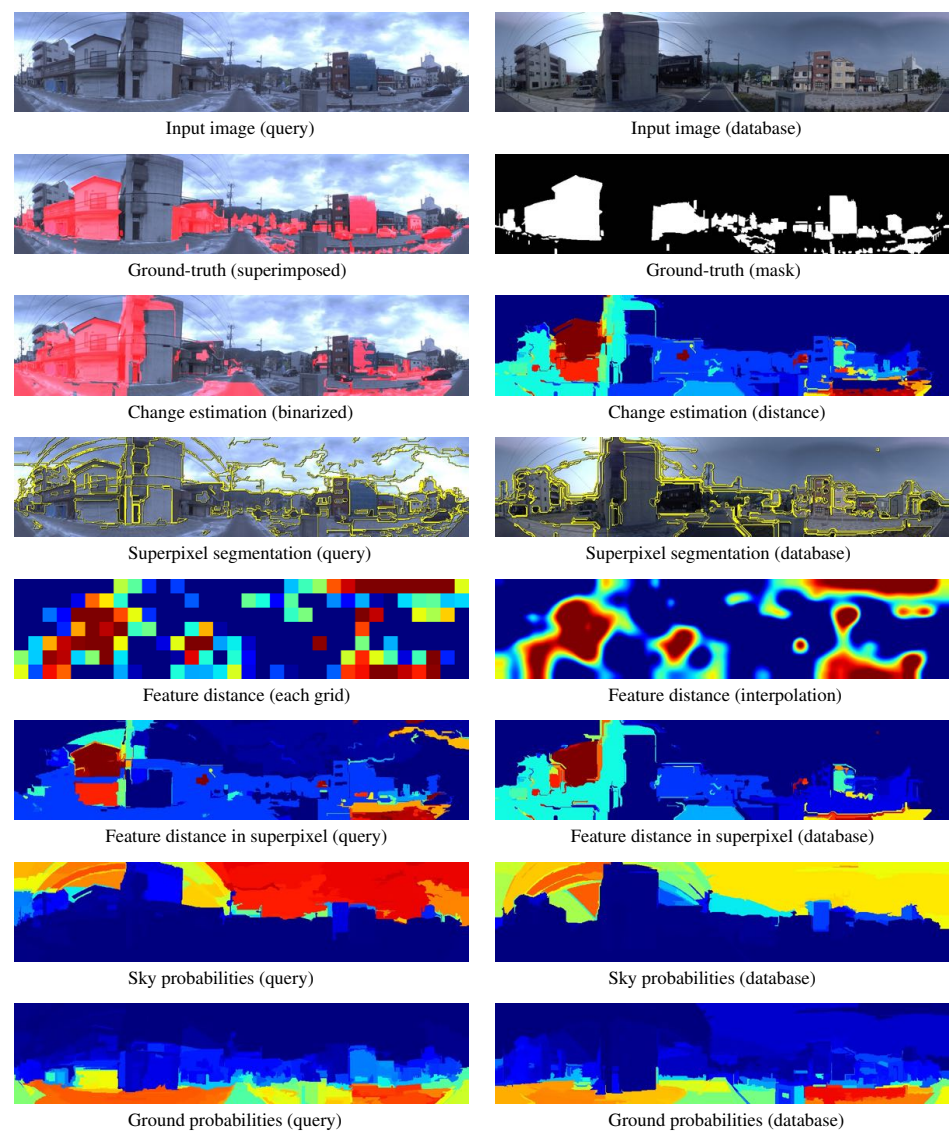 Input image (query)
Input image (database)
Ground-truth (superimposed)
Ground-truth (mask)
Change estimation (binarized)
Change estimation (distance)
Superpixel segmentation (query)
Superpixel segmentation (database)
Feature distance (each grid)
Feature distance (interpolation)
Feature distance in superpixel (query)
Feature distance in superpixel (database)
Sky probabilities (query)
Sky probabilities (database)
Ground probabilities (query)
Ground probabilities (database)